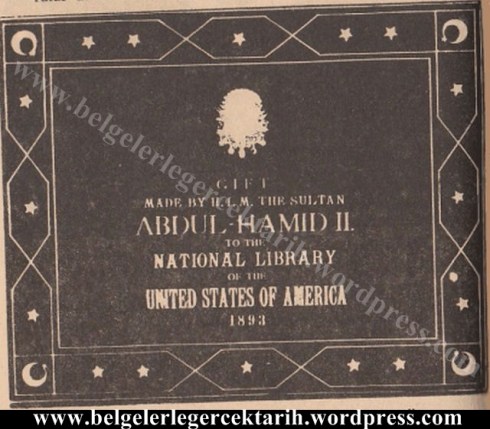 GIFT
MADE BY H.I.M. THE SULTAN
ABDUL-HAMID II.
TO THE
NATIONAL LIBRARY
OF THE
UNITED STATES OF AMERICA
1893
www.belgelerlegercektarih.wordpress.com
www.belgelerlegercektarih.wordpress.com